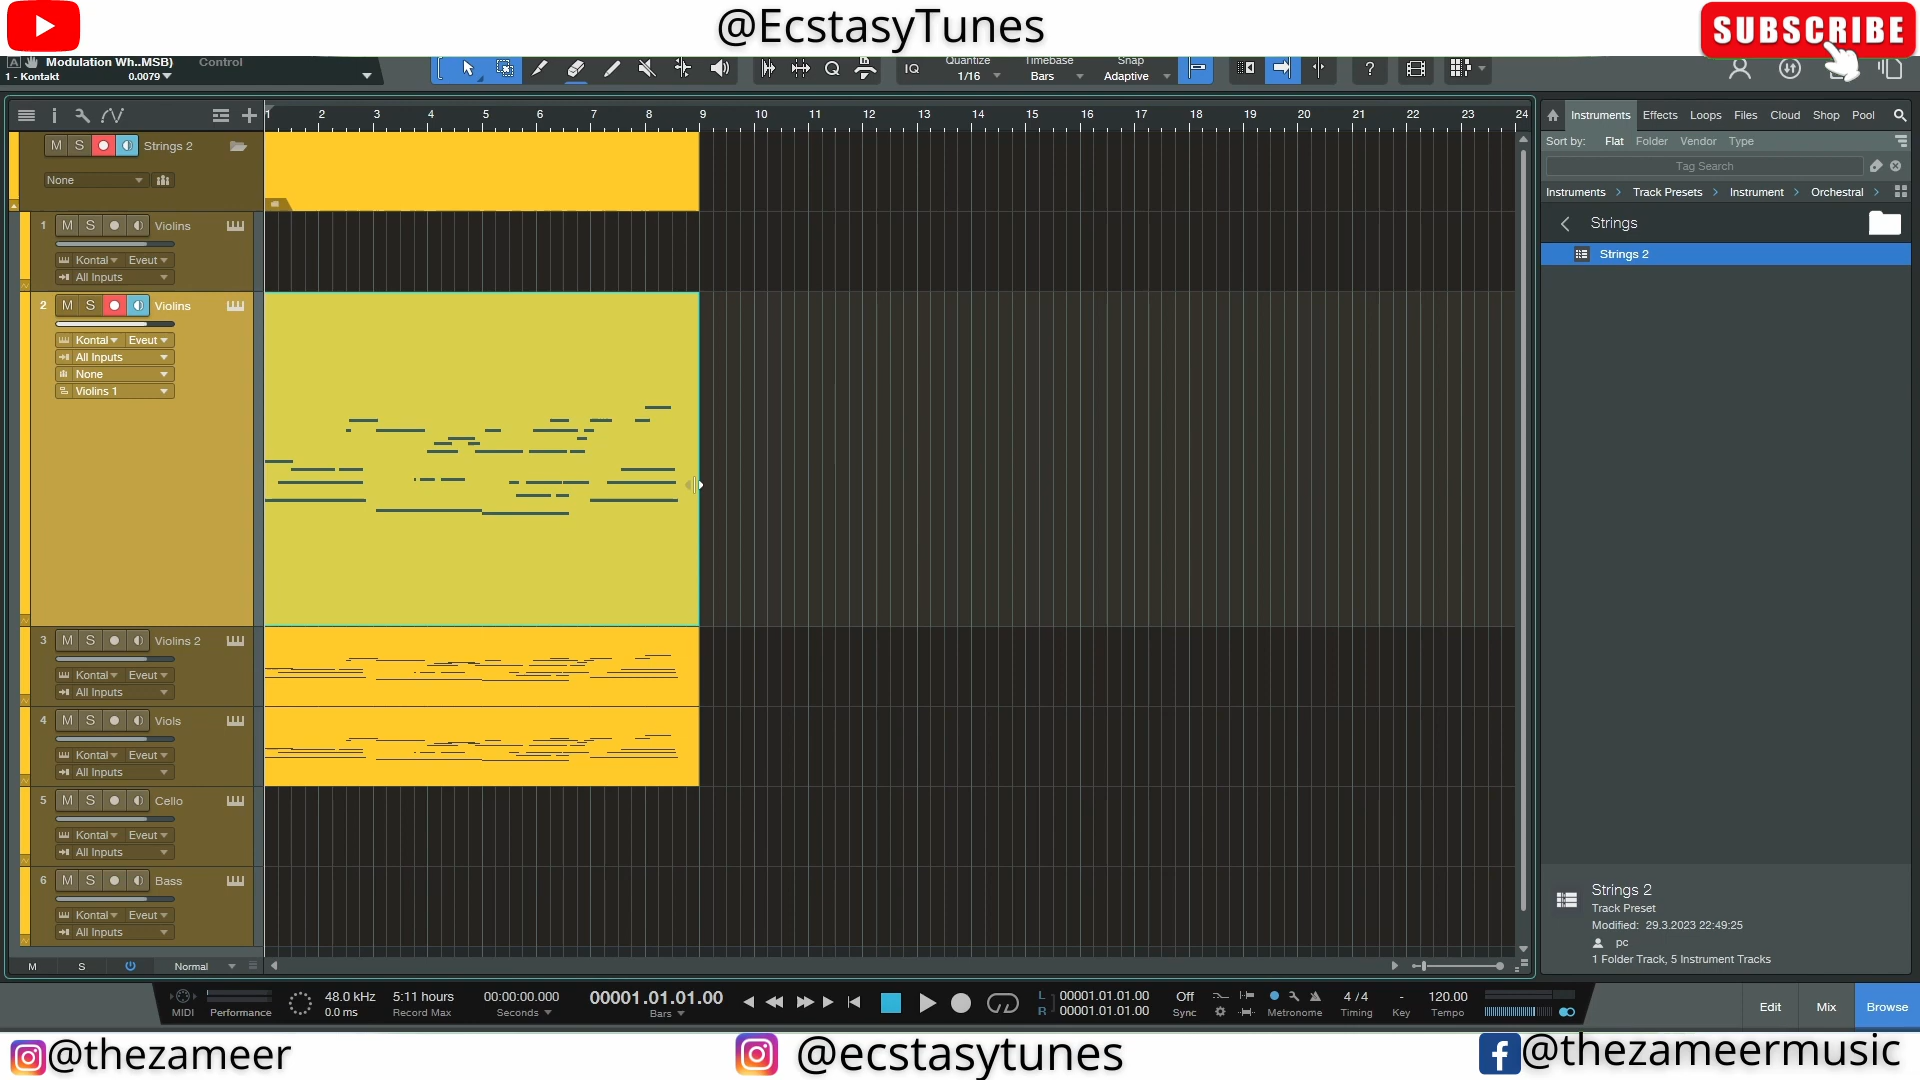 @EcstasyTunes
SUBSCRIBE
A Modulation Wh..MSB) Control
1 - Kontakt 0.0079
Quantize Timebase Snap
1/16 Bars Adaptive
IQ ?
1 2 3 4 5 6 7 8 9 10 11 12 13 14 15 16 17 18 19 20 21 22 23 24
M S Strings 2
None
1 M S Violins
Kontal Eveut
All Inputs
2 M S Violins
Kontal Eveut
All Inputs
None
Violins 1
3 M S Violins 2
Kontal Eveut
All Inputs
4 M S Viols
Kontal Eveut
All Inputs
5 M S Cello
Kontal Eveut
All Inputs
6 M S Bass
Kontal Eveut
All Inputs
M S Normal
Instruments Effects Loops Files Cloud Shop Pool
Sort by: Flat Folder Vendor Type
Tag Search
Instruments Track Presets Instrument Orchestral
Strings
Strings 2
Strings 2
Track Preset
Modified: 29.3.2023 22:49:25
pc
1 Folder Track, 5 Instrument Tracks
MIDI Performance
48.0 kHz
0.0 ms
5:11 hours
Record Max
00:00:00.000
Seconds
00001.01.01.00
Bars
L 00001.01.01.00
R 00001.01.01.00
Off
Sync
Metronome
4 / 4
Timing
-
Key
120.00
Tempo
Edit Mix Browse
@thezameer
@ecstasytunes
@thezameermusic